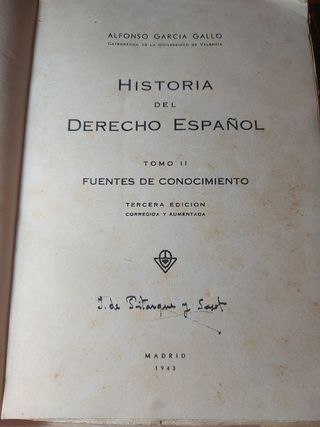 ALFONSO GARCIA GALLO
CATEDRÁTICO DE LA UNIVERSIDAD DE VALENCIA
HISTORIA
DEL
DERECHO ESPAÑOL
TOMO II
FUENTES DE CONOCIMIENTO
TERCERA EDICION
CORREGIDA Y AUMENTADA
de y
MADRID
1943